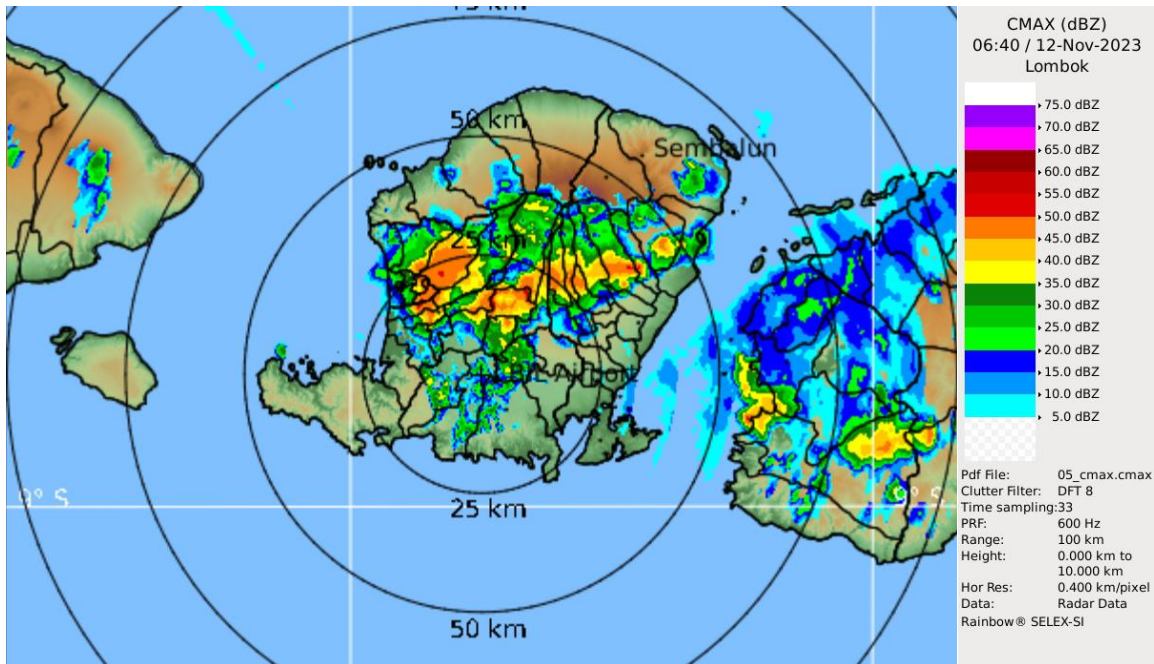 75 km
50 km
Sembalun
25 km
Airport
9° S
9° S
25 km
50 km
CMAX (dBZ)
06:40 / 12-Nov-2023
Lombok
75.0 dBZ
70.0 dBZ
65.0 dBZ
60.0 dBZ
55.0 dBZ
50.0 dBZ
45.0 dBZ
40.0 dBZ
35.0 dBZ
30.0 dBZ
25.0 dBZ
20.0 dBZ
15.0 dBZ
10.0 dBZ
5.0 dBZ
Pdf File: 05_cmax.cmax
Clutter Filter: DFT 8
Time sampling:33
PRF: 600 Hz
Range: 100 km
Height: 0.000 km to
10.000 km
Hor Res: 0.400 km/pixel
Data: Radar Data
Rainbow® SELEX-SI